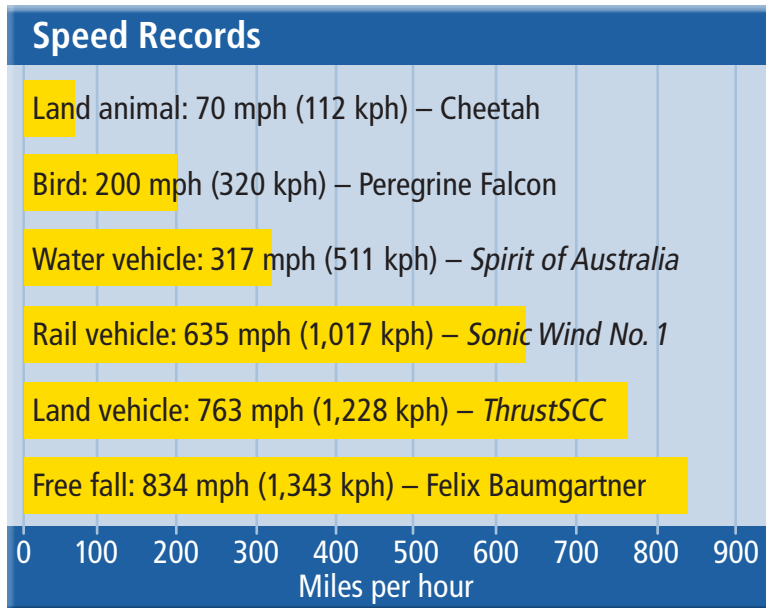 Speed Records
Land animal: 70 mph (112 kph) – Cheetah
Bird: 200 mph (320 kph) – Peregrine Falcon
Water vehicle: 317 mph (511 kph) – Spirit of Australia
Rail vehicle: 635 mph (1,017 kph) – Sonic Wind No. 1
Land vehicle: 763 mph (1,228 kph) – ThrustSCC
Free fall: 834 mph (1,343 kph) – Felix Baumgartner
0 100 200 300 400 500 600 700 800 900
Miles per hour